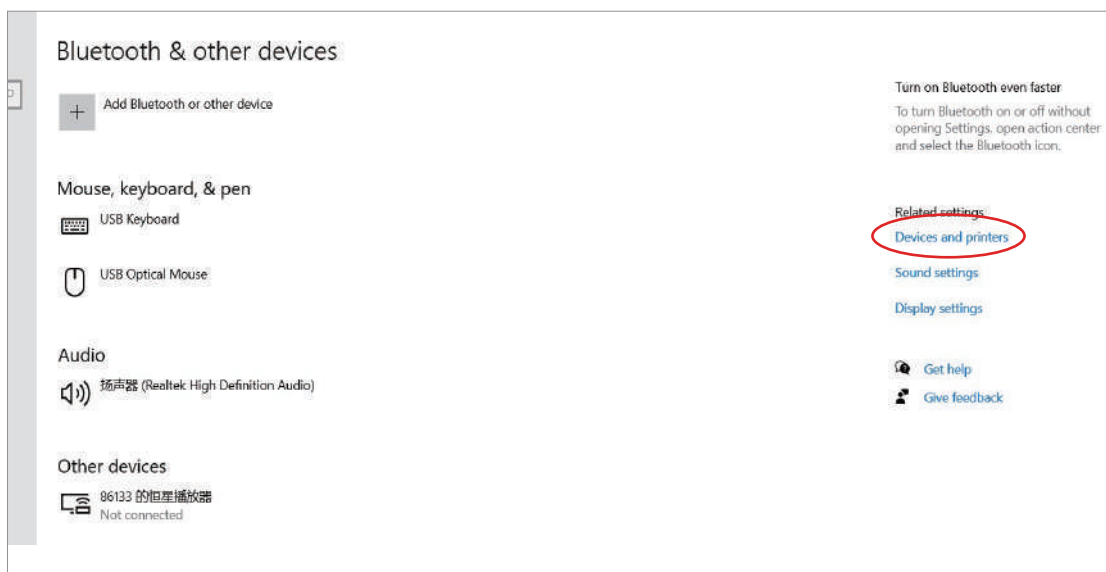 Bluetooth & other devices
Add Bluetooth or other device
Mouse, keyboard, & pen
USB Keyboard
USB Optical Mouse
Audio
扬声器 (Realtek High Definition Audio)
Other devices
86133 的恒星播放器
Not connected
Turn on Bluetooth even faster
To turn Bluetooth on or off without
opening Settings, open action center
and select the Bluetooth icon.
Related settings
Devices and printers
Sound settings
Display settings
Get help
Give feedback